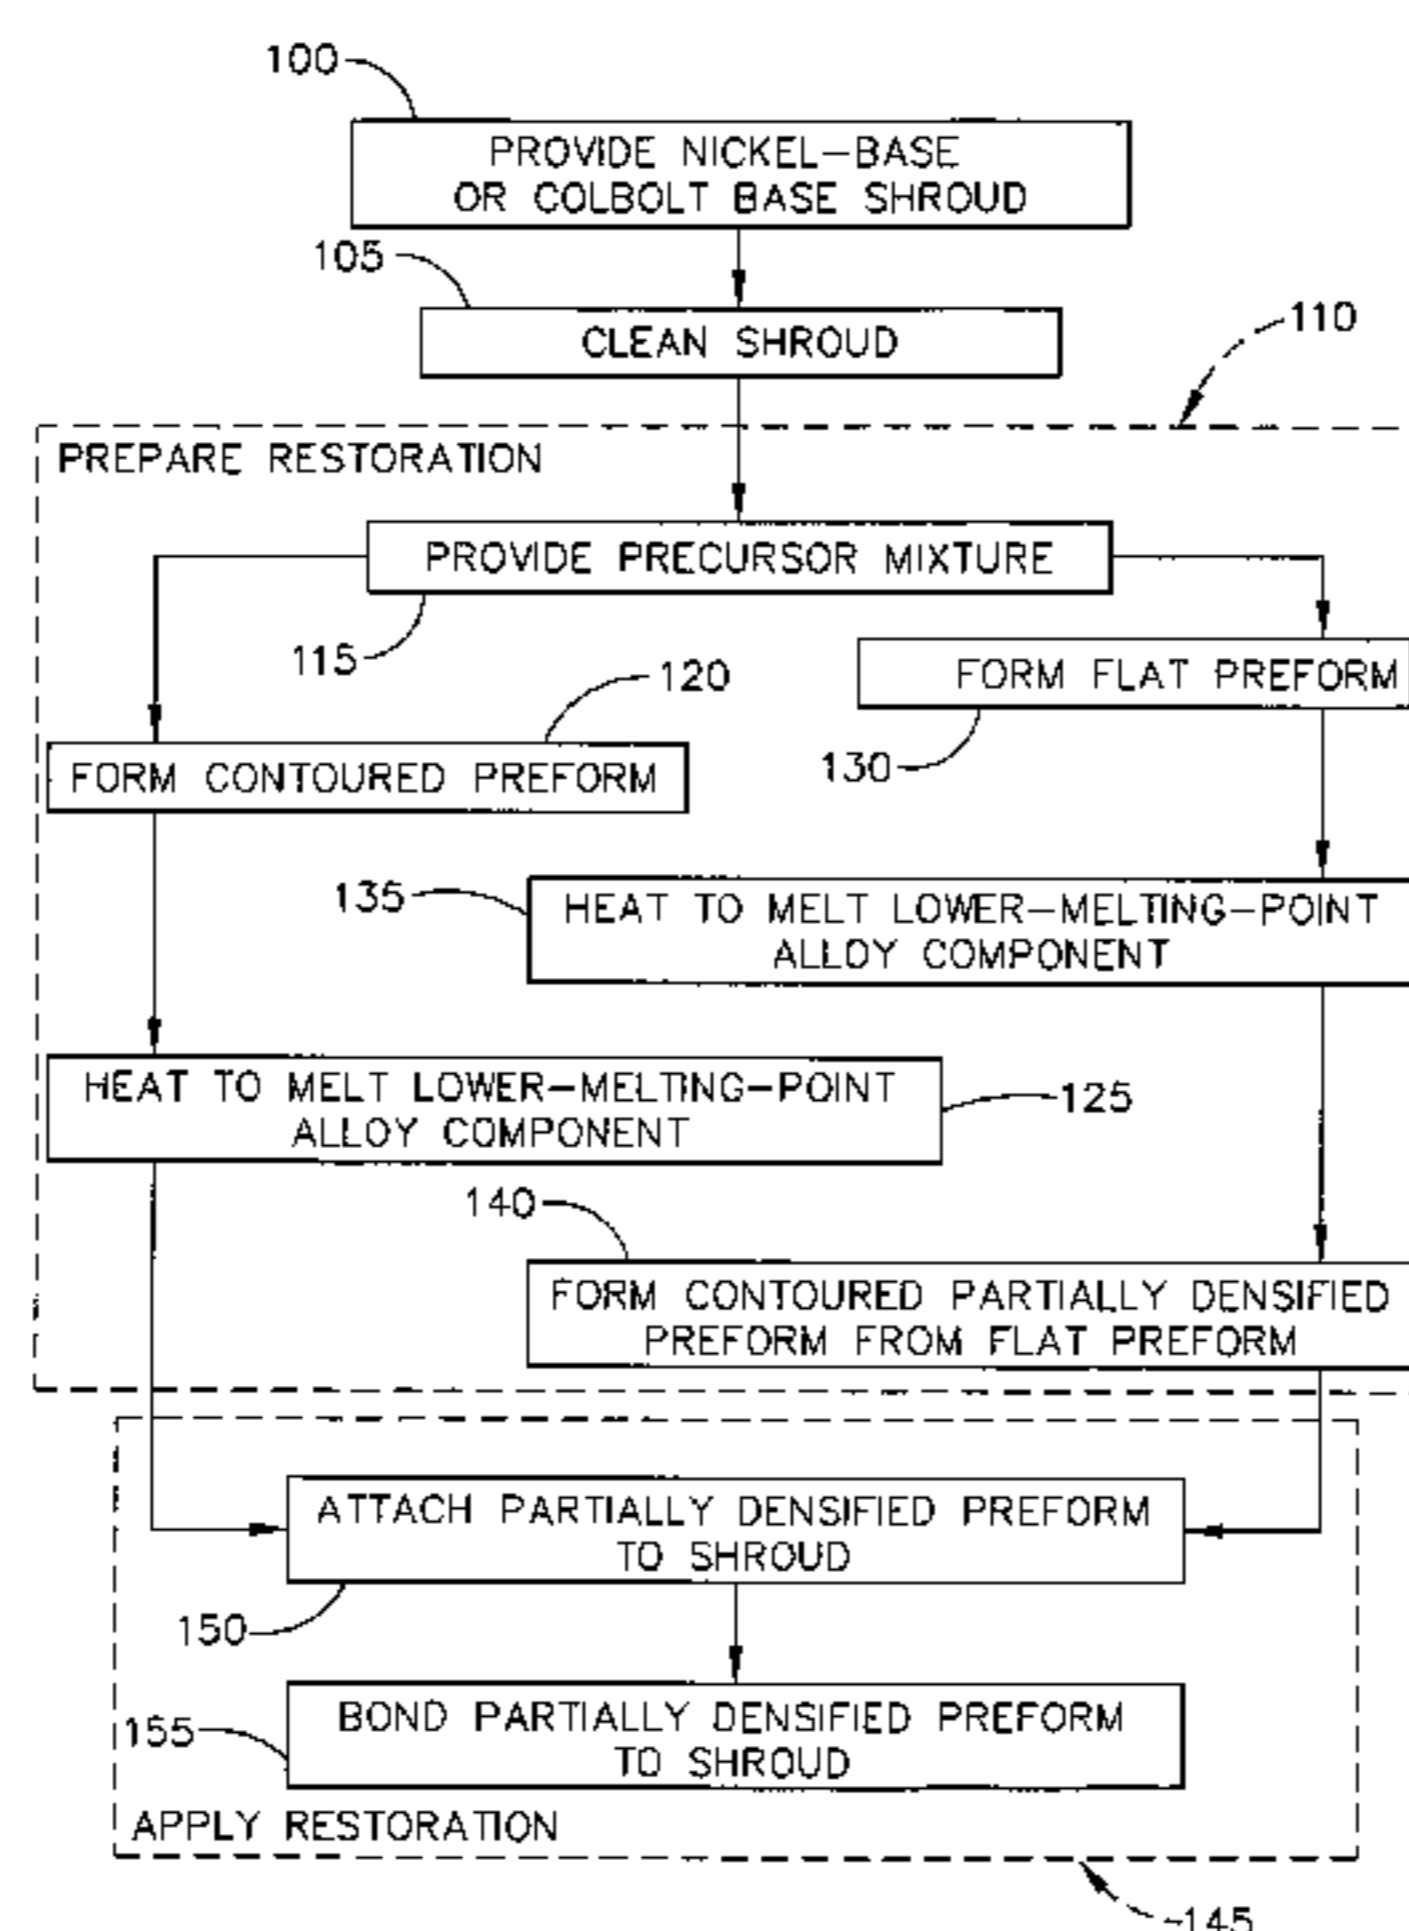 100
PROVIDE NICKEL-BASE
OR COLBOLT BASE SHROUD
105
CLEAN SHROUD
110
PREPARE RESTORATION
PROVIDE PRECURSOR MIXTURE
115
120
FORM FLAT PREFORM
130
FORM CONTOURED PREFORM
135
HEAT TO MELT LOWER-MELTING-POINT
ALLOY COMPONENT
HEAT TO MELT LOWER-MELTING-POINT
ALLOY COMPONENT
125
140
FORM CONTOURED PARTIALLY DENSIFIED
PREFORM FROM FLAT PREFORM
ATTACH PARTIALLY DENSIFIED PREFORM
TO SHROUD
150
BOND PARTIALLY DENSIFIED PREFORM
TO SHROUD
155
APPLY RESTORATION
145